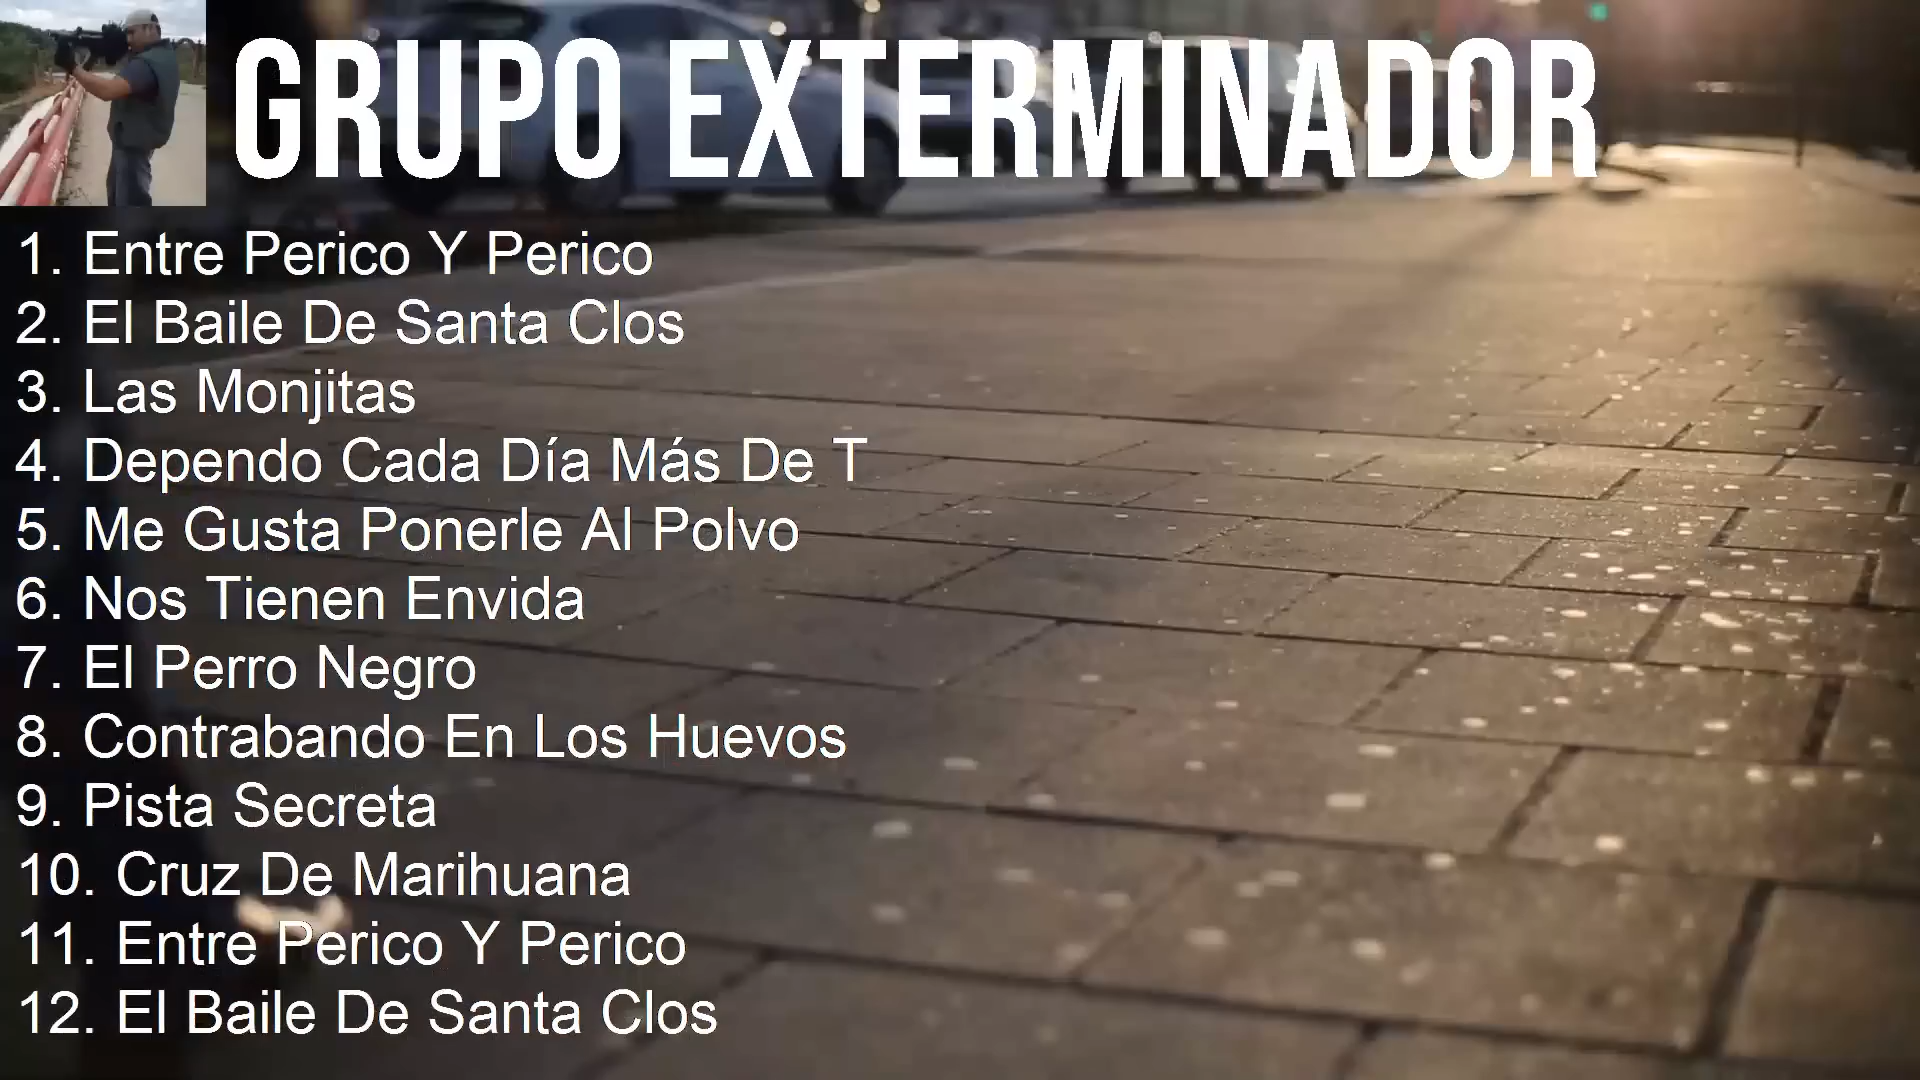 GRUPO EXTERMINADOR
1. Entre Perico Y Perico
2. El Baile De Santa Clos
3. Las Monjitas
4. Dependo Cada Día Más De T
5. Me Gusta Ponerle Al Polvo
6. Nos Tienen Envida
7. El Perro Negro
8. Contrabando En Los Huevos
9. Pista Secreta
10. Cruz De Marihuana
11. Entre Perico Y Perico
12. El Baile De Santa Clos